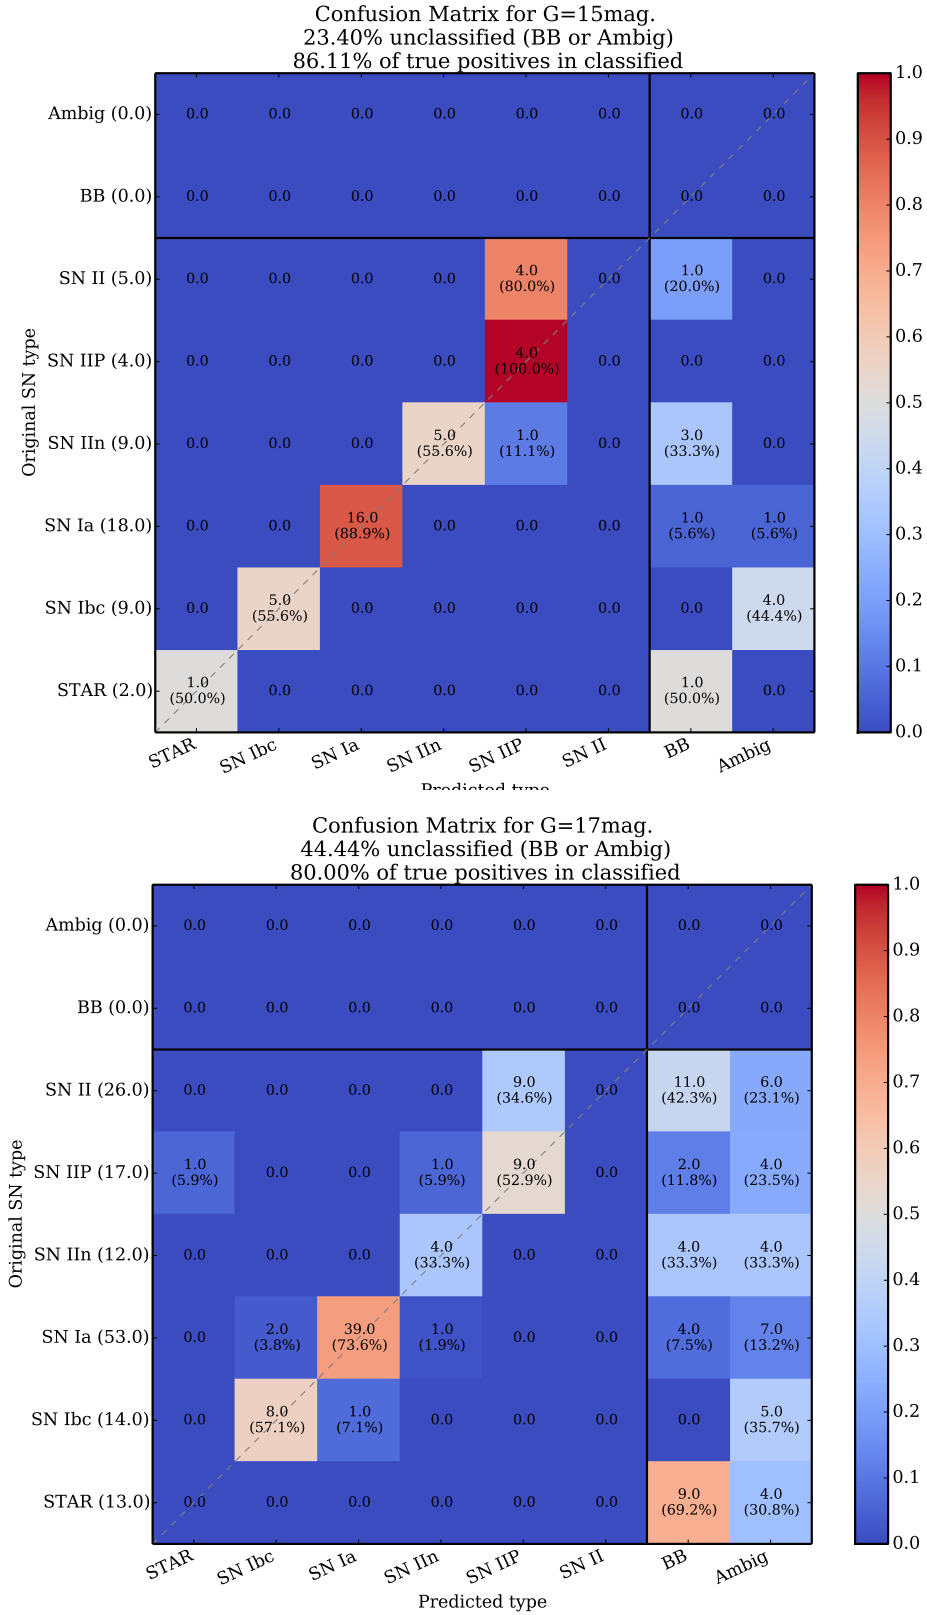 Confusion Matrix for G=15mag.
23.40% unclassified (BB or Ambig)
86.11% of true positives in classified
Ambig (0.0) 0.0 0.0 0.0 0.0 0.0 0.0 0.0 0.0 1.0
0.9
BB (0.0) 0.0 0.0 0.0 0.0 0.0 0.0 0.0 0.0 0.8
SN II (5.0) 0.0 0.0 0.0 0.0 4.0 0.0 1.0 0.0 0.7
(80.0%) (20.0%)
SN IIP (4.0) 0.0 0.0 0.0 0.0 4.0 0.0 0.0 0.0 0.6
(100.0%)
0.5
SN IIn (9.0) 0.0 0.0 0.0 5.0 1.0 0.0 3.0 0.0 0.4
(55.6%) (11.1%) (33.3%)
SN Ia (18.0) 0.0 0.0 16.0 0.0 0.0 0.0 1.0 1.0 0.3
(88.9%) (5.6%) (5.6%)
SN Ibc (9.0) 0.0 5.0 0.0 0.0 0.0 0.0 0.0 4.0 0.2
(55.6%) (44.4%)
STAR (2.0) 1.0 0.0 0.0 0.0 0.0 0.0 1.0 0.0 0.1
(50.0%) (50.0%)
0.0
Original SN type
STAR SN Ibc SN Ia SN IIn SN IIP SN II BB Ambig
Predicted type
Confusion Matrix for G=17mag.
44.44% unclassified (BB or Ambig)
80.00% of true positives in classified
Ambig (0.0) 0.0 0.0 0.0 0.0 0.0 0.0 0.0 0.0 1.0
0.9
BB (0.0) 0.0 0.0 0.0 0.0 0.0 0.0 0.0 0.0 0.8
SN II (26.0) 0.0 0.0 0.0 0.0 9.0 0.0 11.0 6.0 0.7
(34.6%) (42.3%) (23.1%)
SN IIP (17.0) 1.0 0.0 0.0 1.0 9.0 0.0 2.0 4.0 0.6
(5.9%) (5.9%) (52.9%) (11.8%) (23.5%)
0.5
SN IIn (12.0) 0.0 0.0 0.0 4.0 0.0 0.0 4.0 4.0 0.4
(33.3%) (33.3%) (33.3%)
SN Ia (53.0) 0.0 2.0 39.0 1.0 0.0 0.0 4.0 7.0 0.3
(3.8%) (73.6%) (1.9%) (7.5%) (13.2%)
SN Ibc (14.0) 0.0 8.0 1.0 0.0 0.0 0.0 0.0 5.0 0.2
(57.1%) (7.1%) (35.7%)
STAR (13.0) 0.0 0.0 0.0 0.0 0.0 0.0 9.0 4.0 0.1
(69.2%) (30.8%)
0.0
Original SN type
STAR SN Ibc SN Ia SN IIn SN IIP SN II BB Ambig
Predicted type